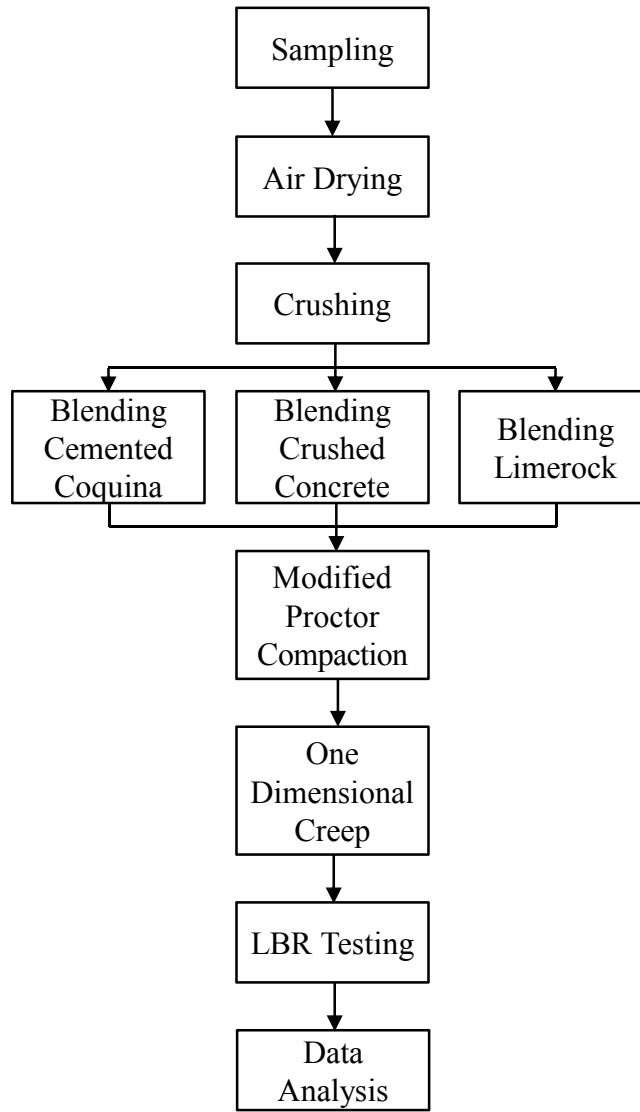 Sampling
Air Drying
Crushing
Blending
Cemented
Coquina
Blending
Crushed
Concrete
Blending
Limerock
Modified
Proctor
Compaction
One
Dimensional
Creep
LBR Testing
Data
Analysis